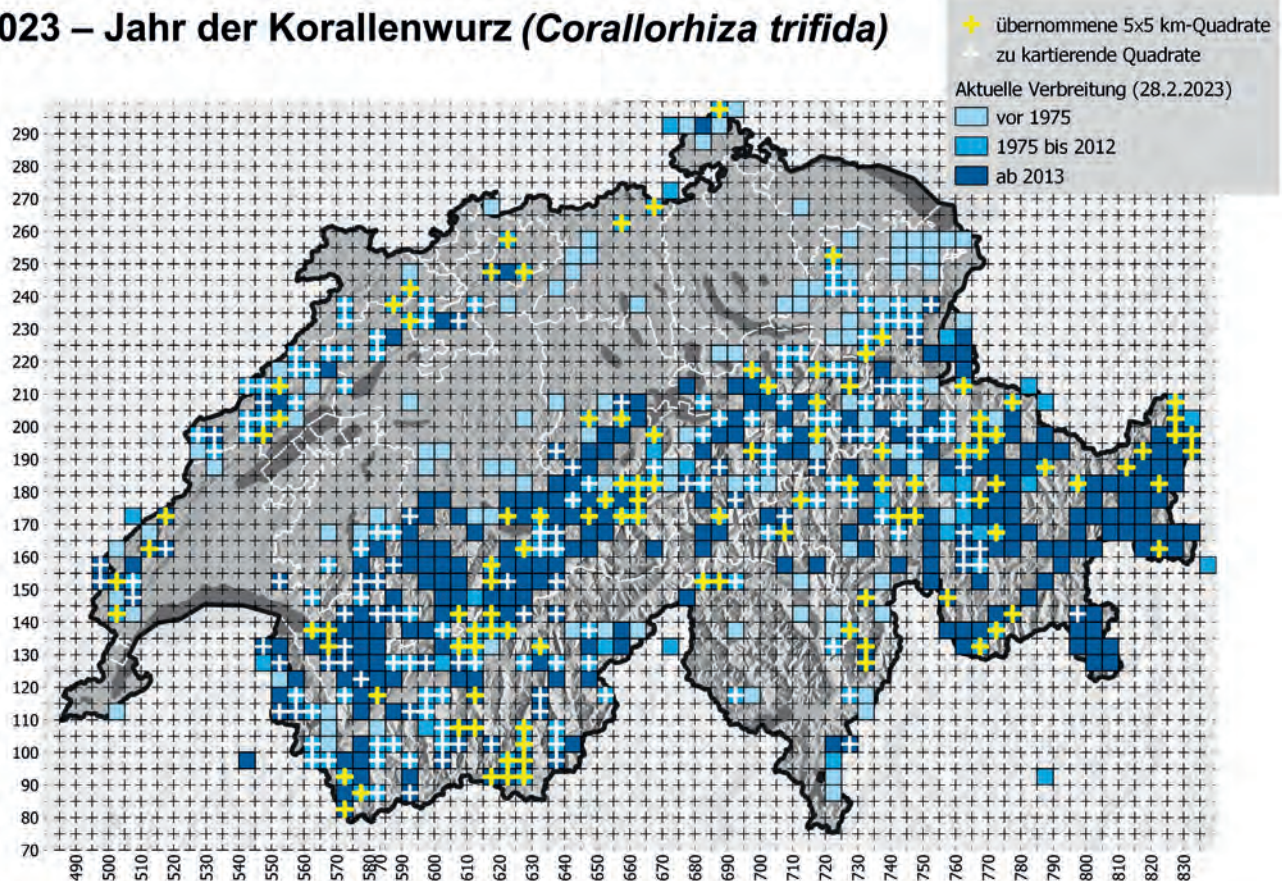 023 – Jahr der Korallenwurz (Corallorhiza trifida)
übernommene 5x5 km-Quadrate
zu kartierende Quadrate
Aktuelle Verbreitung (28.2.2023)
vor 1975
1975 bis 2012
ab 2013
290
280
270
260
250
240
230
220
210
200
190
180
170
160
150
140
130
120
110
100
90
80
70
490 500 510 520 530 540 550 560 570 580 590 600 610 620 630 640 650 660 670 680 690 700 710 720 730 740 750 760 770 780 790 800 810 820 830